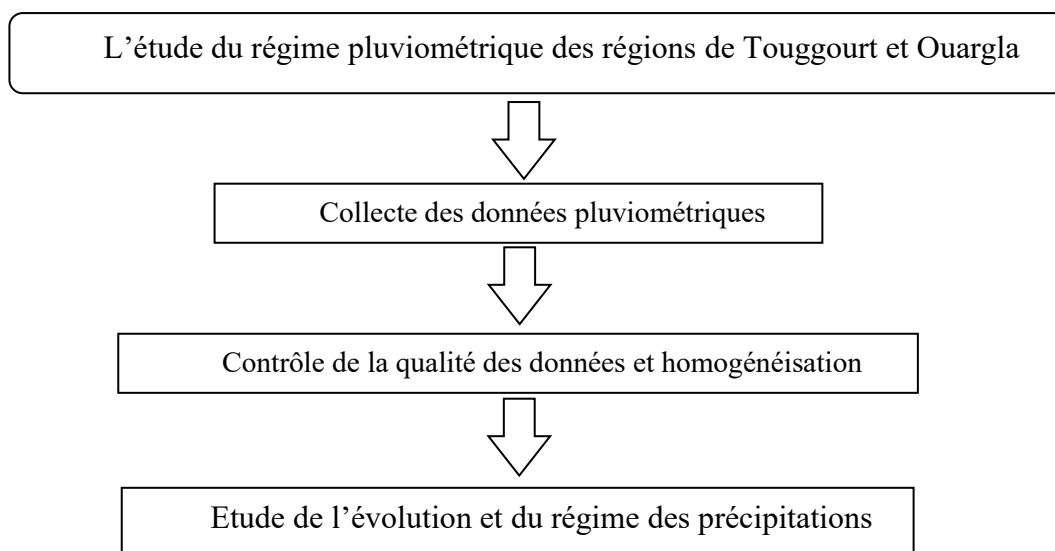 L’étude du régime pluviométrique des régions de Touggourt et Ouargla
Collecte des données pluviométriques
Contrôle de la qualité des données et homogénéisation
Etude de l’évolution et du régime des précipitations